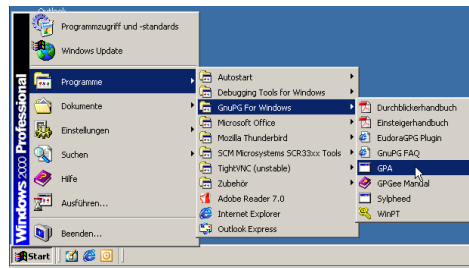 Outlook
Programmzugriff und -standards
Windows Update
Programme
Dokumente
Einstellungen
Suchen
Hilfe
Ausführen...
Beenden...
Windows 2000 Professional
Start
Autostart
Debugging Tools for Windows
GnuPG For Windows
Microsoft Office
Mozilla Thunderbird
SCM Microsystems SCR33xx Tools
TightVNC (unstable)
Zubehör
Adobe Reader 7.0
Internet Explorer
Outlook Express
Durchblickerhandbuch
Einsteigerhandbuch
EudoraGPG Plugin
GnuPG FAQ
GPA
GPGee Manual
Sylpheed
WinPT